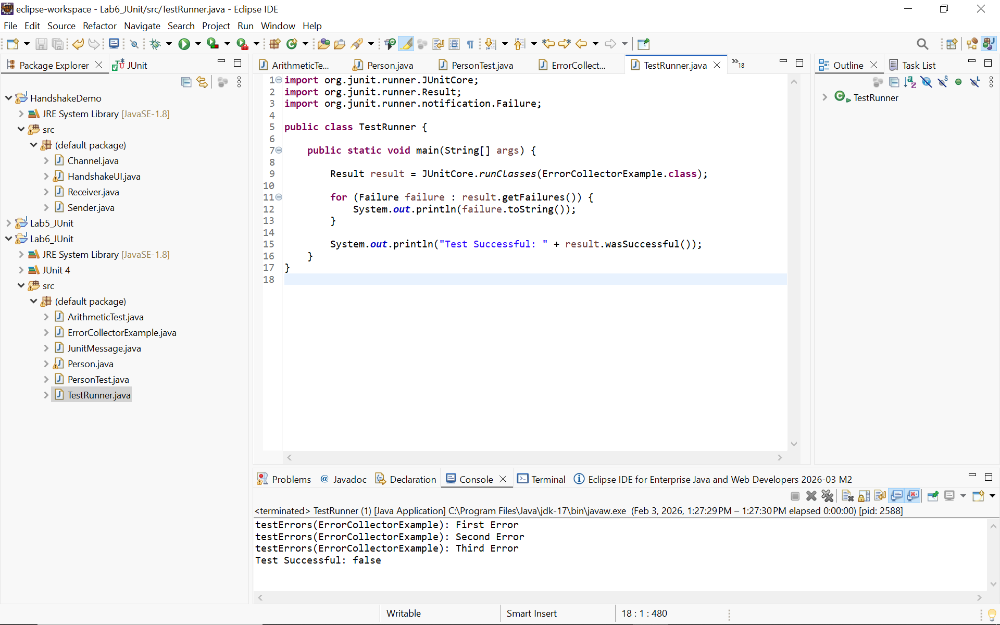 eclipse-workspace - Lab6_JUnit/src/TestRunner.java - Eclipse IDE
File Edit Source Refactor Navigate Search Project Run Window Help
Package Explorer
JUnit
HandshakeDemo
JRE System Library [JavaSE-1.8]
src
(default package)
Channel.java
HandshakeUI.java
Receiver.java
Sender.java
Lab5_JUnit
Lab6_JUnit
JRE System Library [JavaSE-1.8]
JUnit 4
src
(default package)
ArithmeticTest.java
ErrorCollectorExample.java
JunitMessage.java
Person.java
PersonTest.java
TestRunner.java
ArithmeticTe... Person.java PersonTest.java ErrorCollect... TestRunner.java »18
1 import org.junit.runner.JUnitCore;
2 import org.junit.runner.Result;
3 import org.junit.runner.notification.Failure;
4
5 public class TestRunner {
6
7     public static void main(String[] args) {
8
9         Result result = JUnitCore.runClasses(ErrorCollectorExample.class);
10
11         for (Failure failure : result.getFailures()) {
12             System.out.println(failure.toString());
13         }
14
15         System.out.println("Test Successful: " + result.wasSuccessful());
16     }
17 }
18
Outline
Task List
TestRunner
Problems @ Javadoc Declaration Console Terminal Eclipse IDE for Enterprise Java and Web Developers 2026-03 M2
<terminated> TestRunner (1) [Java Application] C:\Program Files\Java\jdk-17\bin\javaw.exe (Feb 3, 2026, 1:27:29 PM – 1:27:30 PM elapsed 0:00:00) [pid: 2588]
testErrors(ErrorCollectorExample): First Error
testErrors(ErrorCollectorExample): Second Error
testErrors(ErrorCollectorExample): Third Error
Test Successful: false
Writable
Smart Insert
18 : 1 : 480